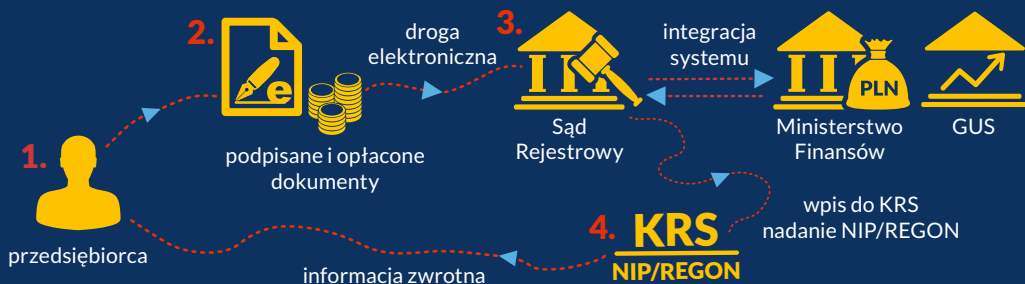 1.
przedsiębiorca
2.
e
podpisane i opłacone
dokumenty
droga
elektroniczna
3.
Sąd
Rejestrowy
integracja
systemu
PLN
Ministerstwo
Finansów
GUS
wpis do KRS
nadanie NIP/REGON
4.
KRS
NIP/REGON
informacja zwrotna